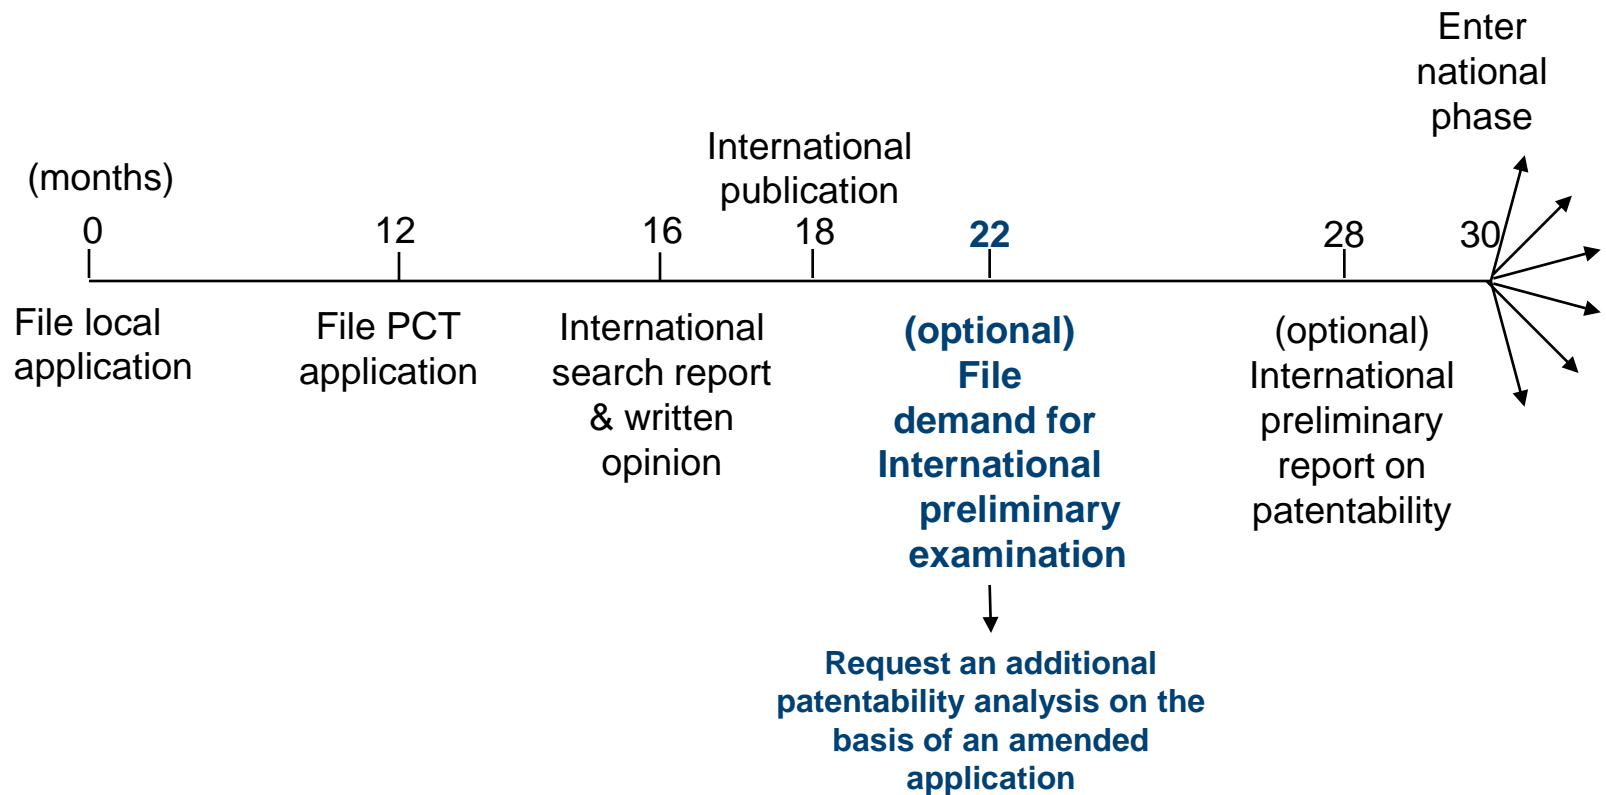 Enter
national
phase
International
publication
(months)
0
12
16
18
22
28
30
File local
application
File PCT
application
International
search report
& written
opinion
(optional)
File
demand for
International
preliminary
examination
(optional)
International
preliminary
report on
patentability
Request an additional
patentability analysis on the
basis of an amended
application